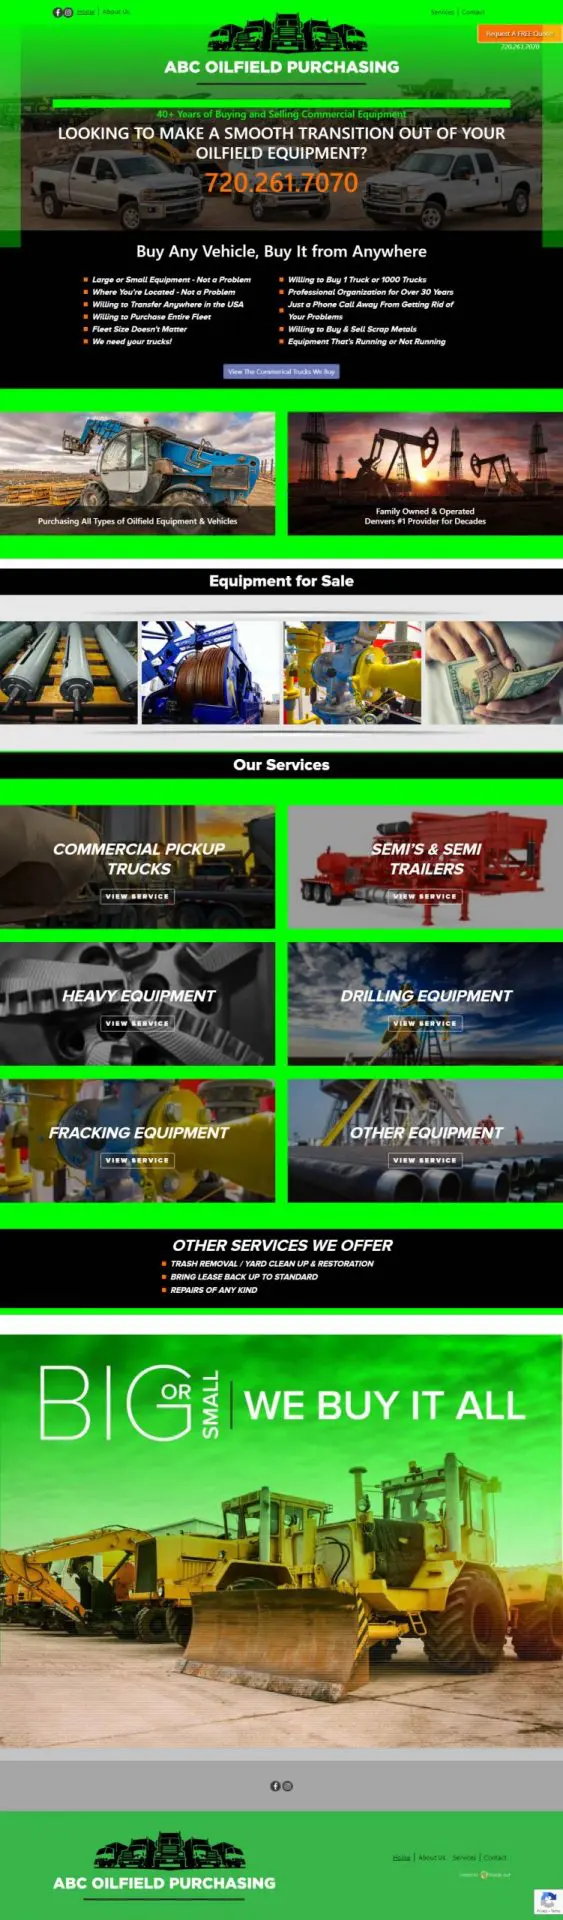 Home | About Us
Services | Contact
Request A FREE Quote
720.261.7070
ABC OILFIELD PURCHASING
40+ Years of Buying and Selling Commercial Equipment
LOOKING TO MAKE A SMOOTH TRANSITION OUT OF YOUR
OILFIELD EQUIPMENT?
720.261.7070
Buy Any Vehicle, Buy It from Anywhere
Large or Small Equipment - Not a Problem
Where You're Located - Not a Problem
Willing to Transfer Anywhere in the USA
Willing to Purchase Entire Fleet
Fleet Size Doesn't Matter
We need your trucks!
Willing to Buy 1 Truck or 1000 Trucks
Professional Organization for Over 30 Years
Just a Phone Call Away From Getting Rid of
Your Problems
Willing to Buy & Sell Scrap Metals
Equipment That's Running or Not Running
View The Commerical Trucks We Buy
Purchasing All Types of Oilfield Equipment & Vehicles
Family Owned & Operated
Denvers #1 Provider for Decades
Equipment for Sale
Our Services
COMMERCIAL PICKUP
TRUCKS
VIEW SERVICE
SEMI'S & SEMI
TRAILERS
VIEW SERVICE
HEAVY EQUIPMENT
VIEW SERVICE
DRILLING EQUIPMENT
VIEW SERVICE
FRACKING EQUIPMENT
VIEW SERVICE
OTHER EQUIPMENT
VIEW SERVICE
OTHER SERVICES WE OFFER
TRASH REMOVAL / YARD CLEAN UP & RESTORATION
BRING LEASE BACK UP TO STANDARD
REPAIRS OF ANY KIND
BIG OR SMALL | WE BUY IT ALL
Home | About Us | Services | Contact
ABC OILFIELD PURCHASING
Privacy - Terms